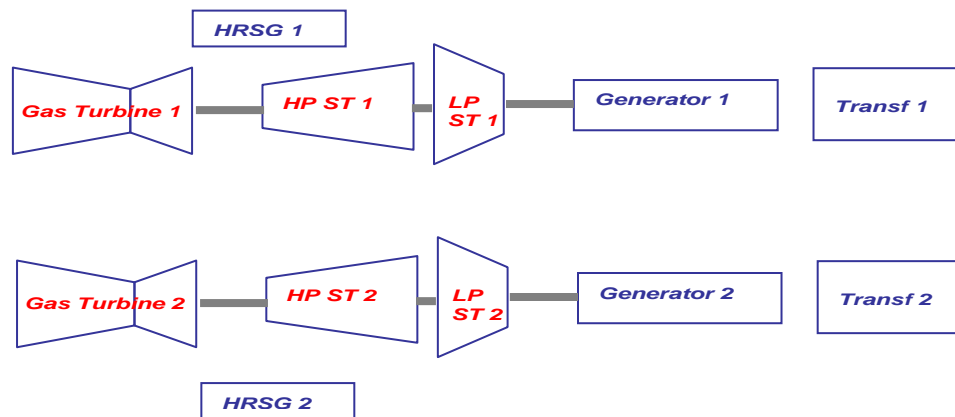 HRSG 1
Gas Turbine 1
HP ST 1
LP
ST 1
Generator 1
Transf 1
Gas Turbine 2
HP ST 2
LP
ST 2
Generator 2
Transf 2
HRSG 2